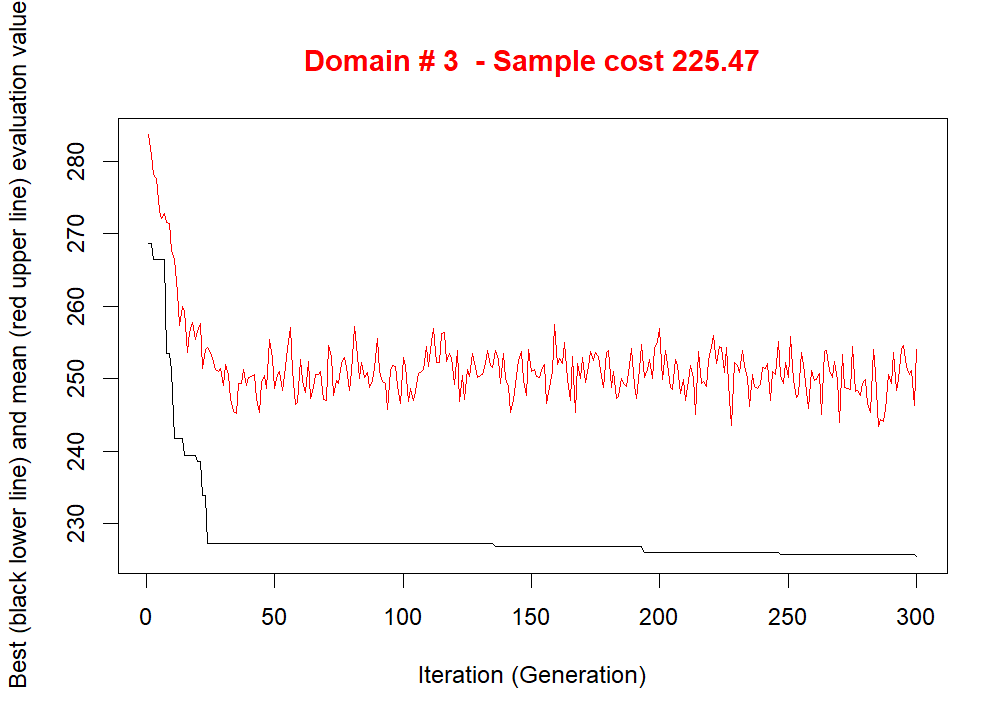 Domain # 3  - Sample cost 225.47
Best (black lower line) and mean (red upper line) evaluation value
280
270
260
250
240
230
0 50 100 150 200 250 300
Iteration (Generation)